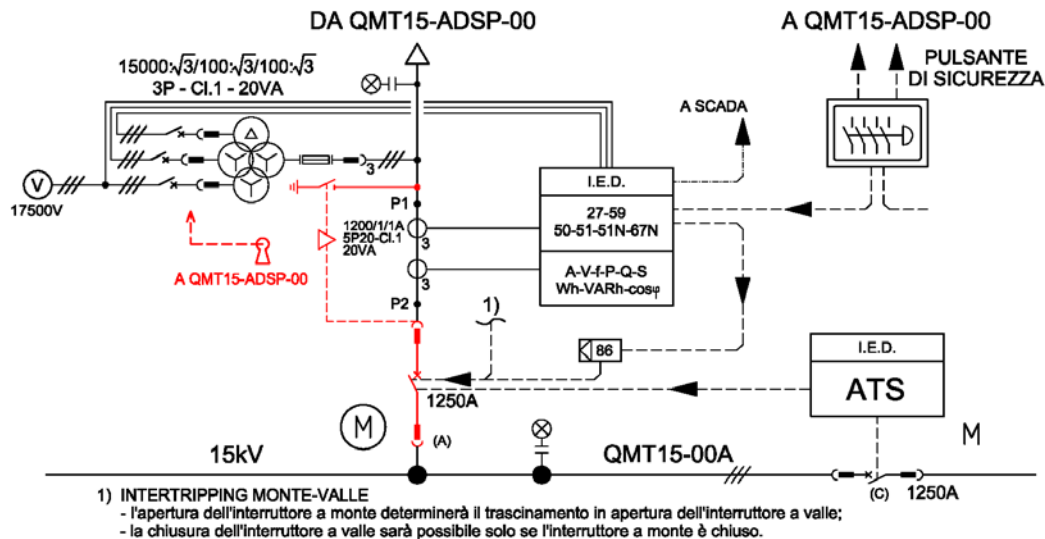 DA QMT15-ADSP-00
A QMT15-ADSP-00
15000:√3/100:√3/100:√3
3P - Cl.1 - 20VA
PULSANTE
DI SICUREZZA
A SCADA
I.E.D.
27-59
50-51-51N-67N
A-V-f-P-Q-S
Wh-VARh-cosφ
3
V
17500V
P1
1200/1/1A
5P20-Cl.1
20VA
3
3
A QMT15-ADSP-00
P2
1)
86
I.E.D.
ATS
1250A
M
(A)
M
15kV
QMT15-00A
(C)
1250A
1) INTERTRIPPING MONTE-VALLE
- l'apertura dell'interruttore a monte determinerà il trascinamento in apertura dell'interruttore a valle;
- la chiusura dell'interruttore a valle sarà possibile solo se l'interruttore a monte è chiuso.